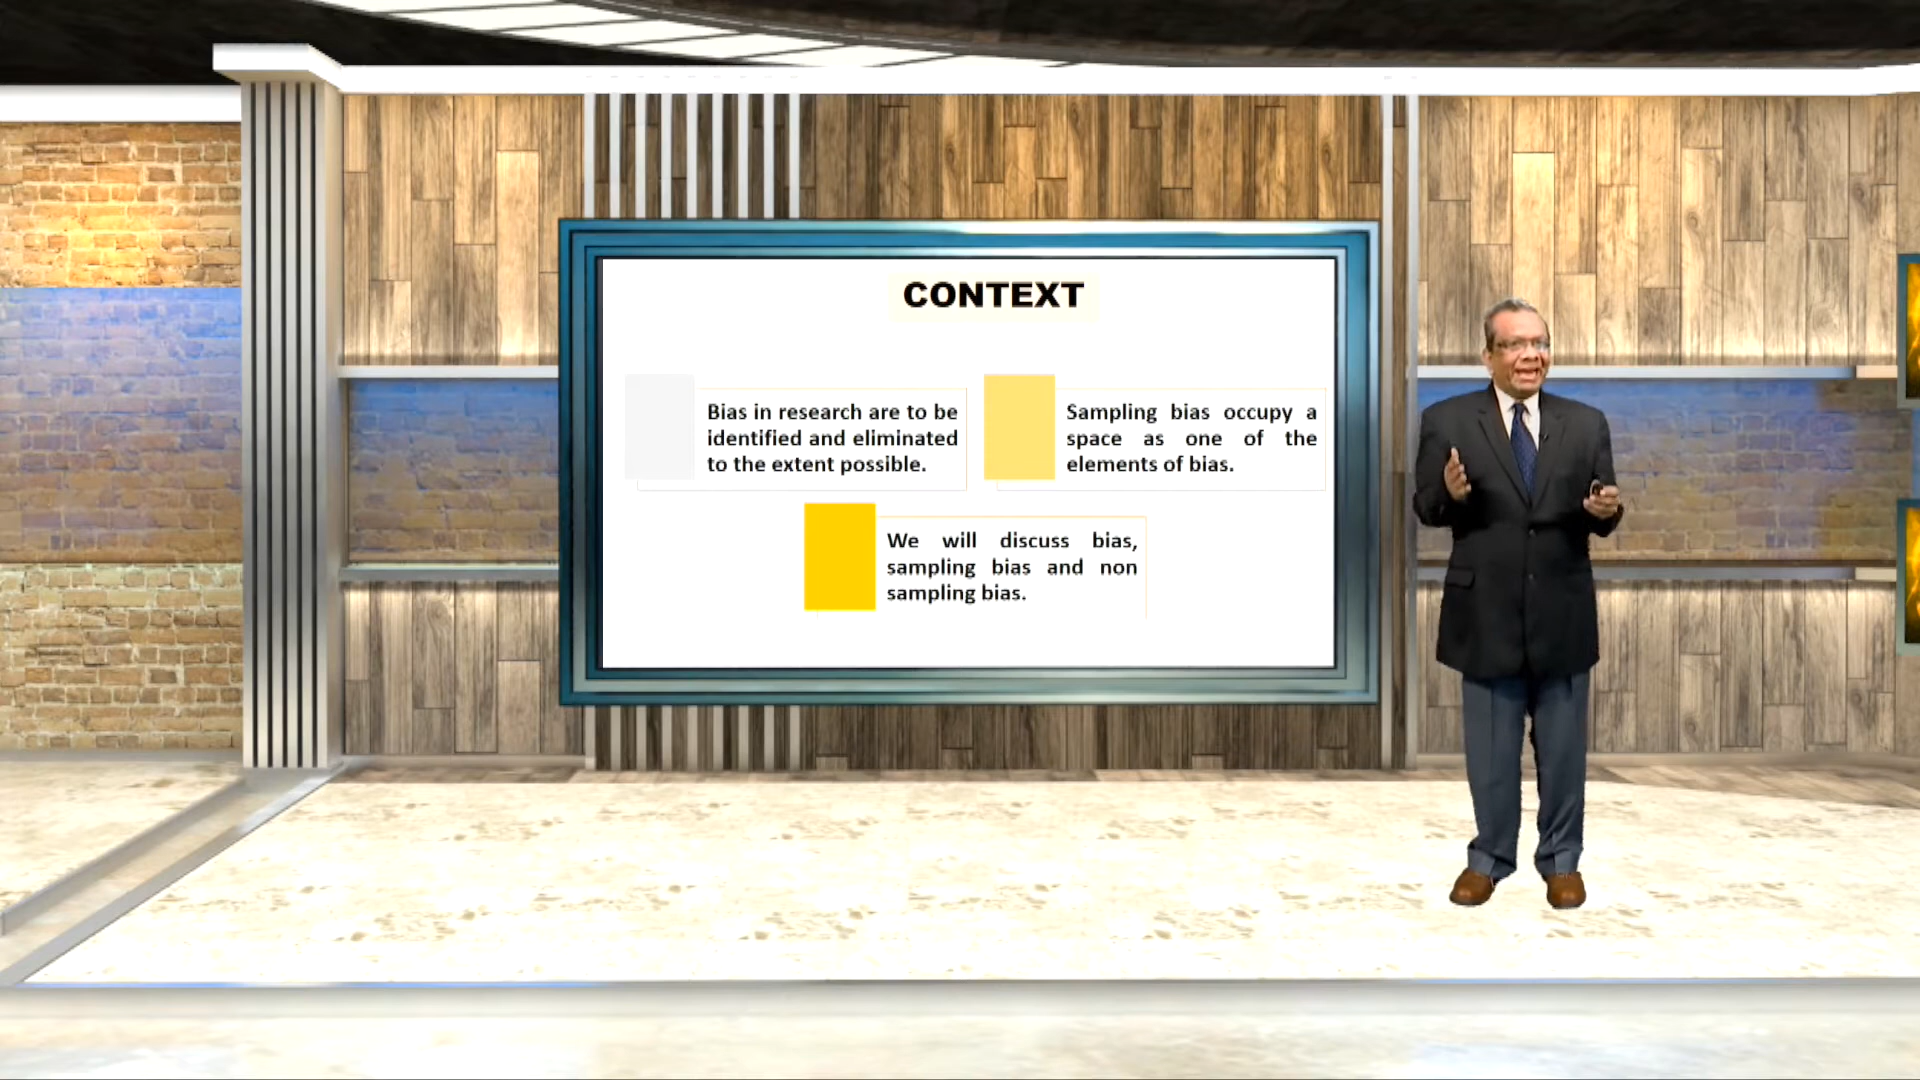 CONTEXT
Bias in research are to be
identified and eliminated
to the extent possible.
Sampling bias occupy a
space as one of the
elements of bias.
We will discuss bias,
sampling bias and non
sampling bias.